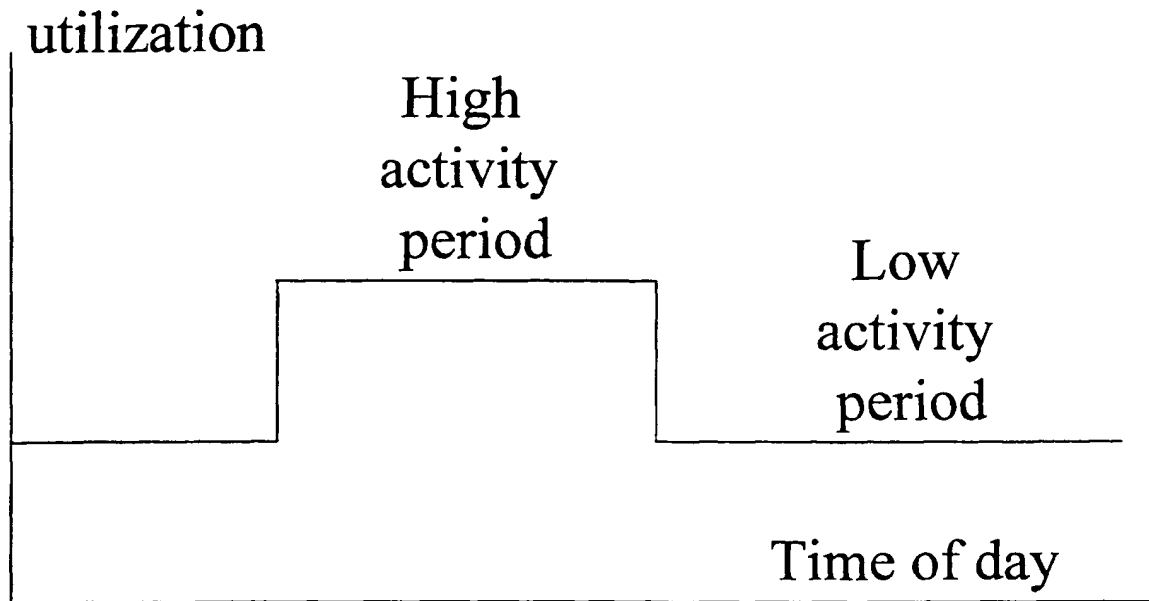 utilization
High
activity
period
Low
activity
period
Time of day